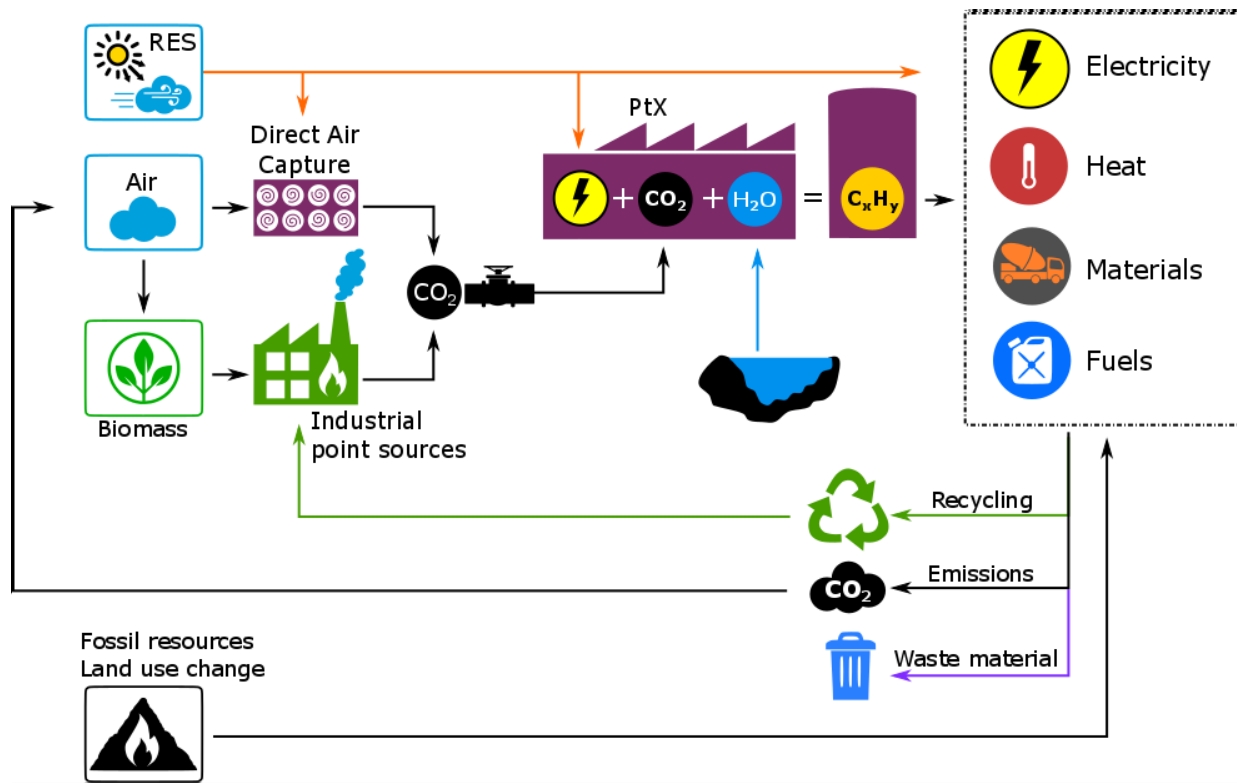 RES
Direct Air
Capture
Air
Biomass
Industrial
point sources
CO₂
PtX
+ CO₂ + H₂O = CₓHᵧ
Electricity
Heat
Materials
Fuels
Recycling
Emissions
CO₂
Waste material
Fossil resources
Land use change